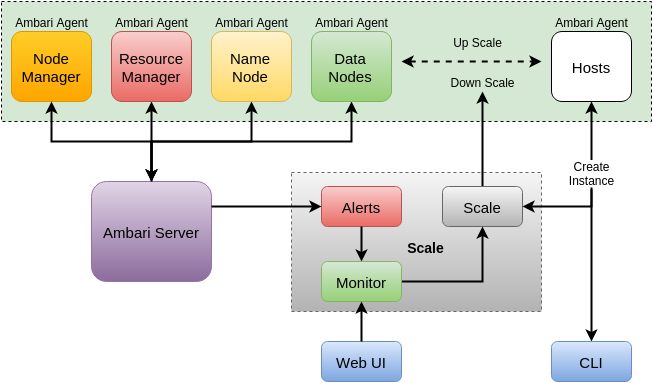 Ambari Agent
Ambari Agent
Ambari Agent
Ambari Agent
Ambari Agent
Node
Manager
Resource
Manager
Name
Node
Data
Nodes
Up Scale
Down Scale
Hosts
Create
Instance
Ambari Server
Alerts
Scale
Scale
Monitor
Web UI
CLI